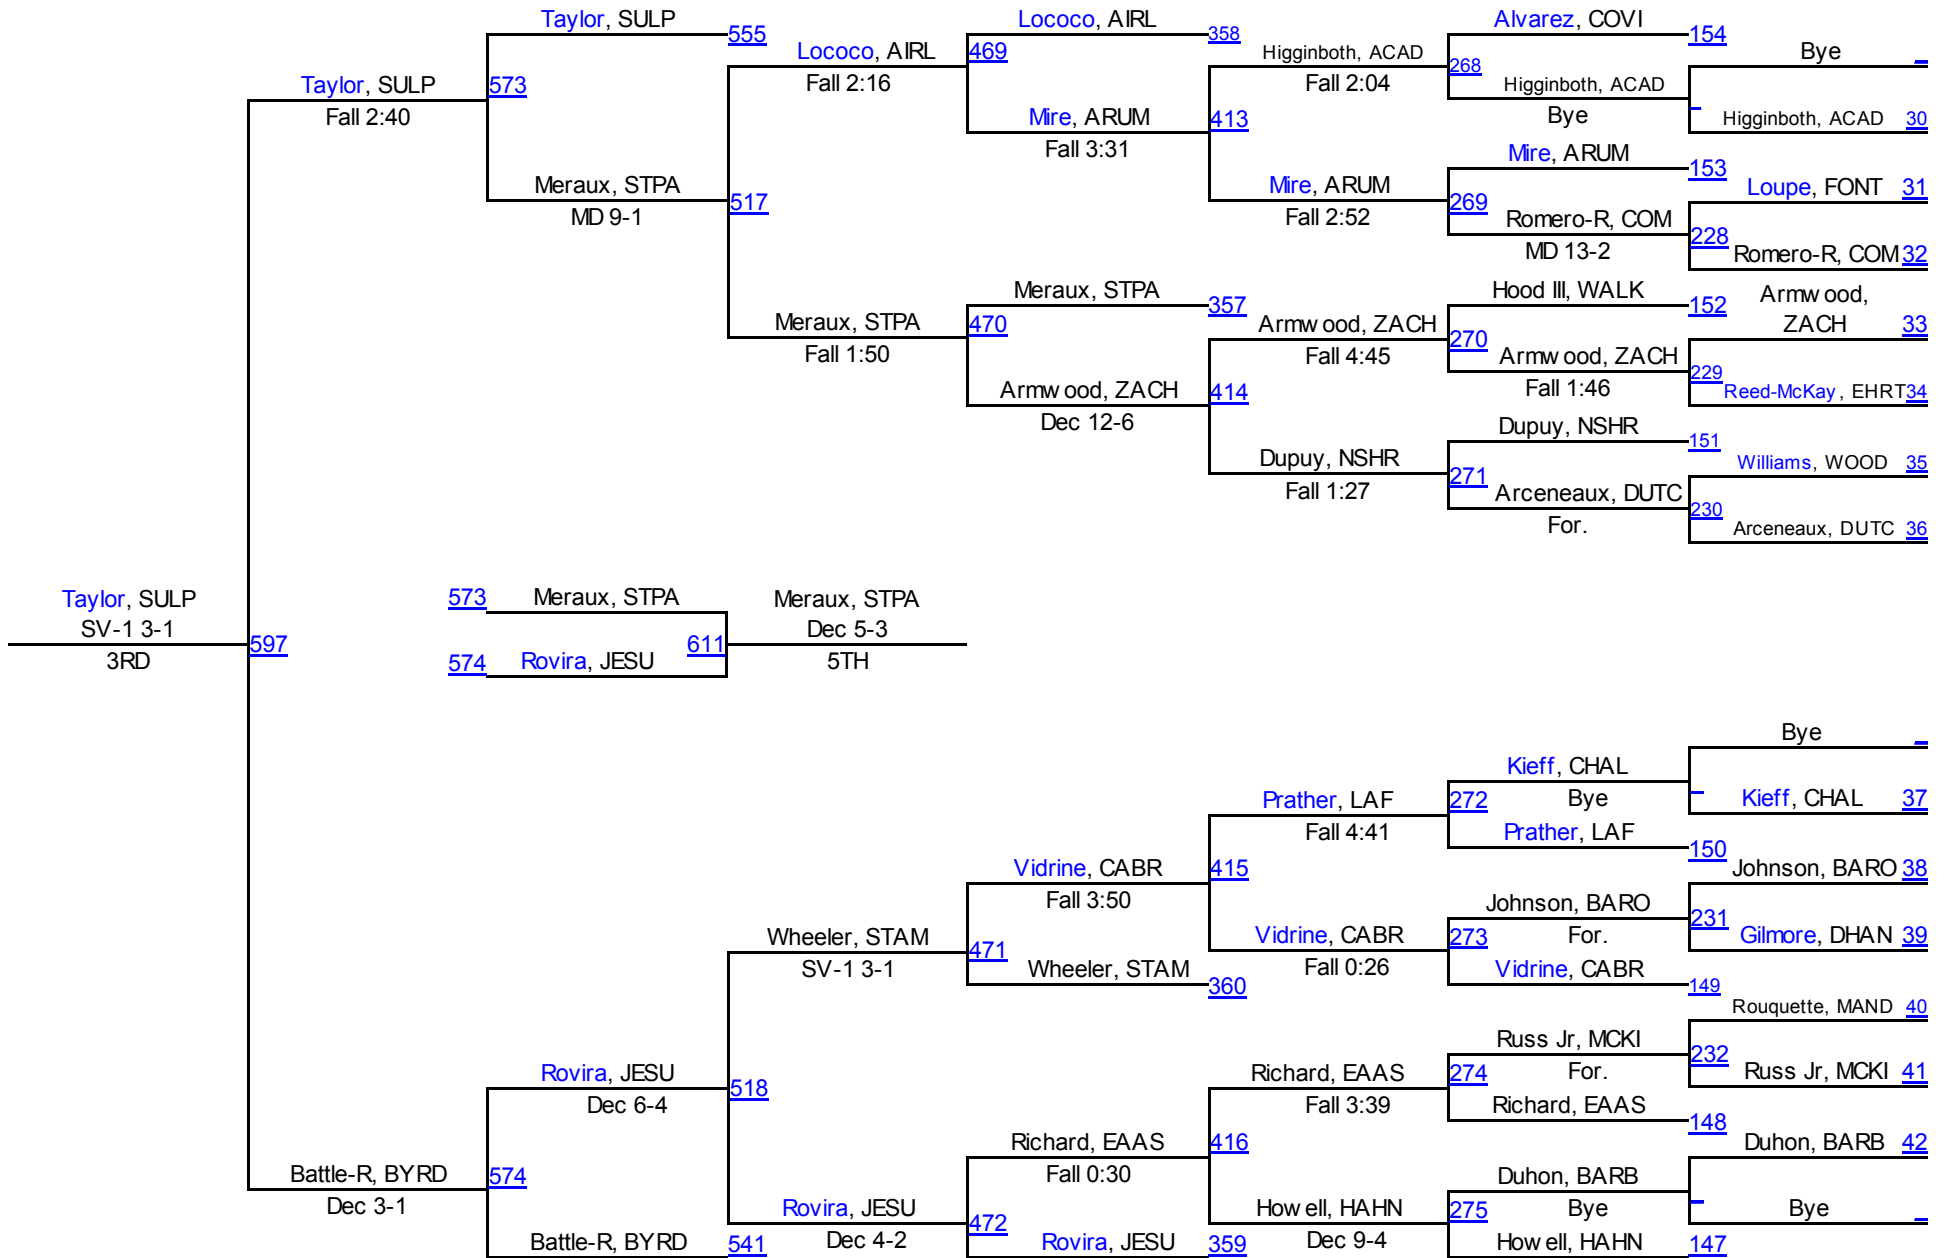 Taylor, SULP
555
Lococo, AIRL
358
Alvarez, COVI
154
Lococo, AIRL
469
Higginboth, ACAD
268
Bye
Taylor, SULP
573
Fall 2:16
Fall 2:04
Higginboth, ACAD
Fall 2:40
Mire, ARUM
413
Bye
Higginboth, ACAD 30
Fall 3:31
Mire, ARUM
153
Meraux, STPA
517
Mire, ARUM
269
Loupe, FONT 31
MD 9-1
Fall 2:52
Romero-R, COM
228
MD 13-2
Romero-R, COM 32
Meraux, STPA
357
Hood III, WALK
152
Armwood,
ZACH 33
Meraux, STPA
470
Armwood, ZACH
270
Fall 1:50
Fall 4:45
Armwood, ZACH
229
Armwood, ZACH
414
Fall 1:46
Reed-McKay, EHRT 34
Dec 12-6
Dupuy, NSHR
151
Dupuy, NSHR
271
Williams, WOOD 35
Fall 1:27
Arceneaux, DUTC
230
For.
Arceneaux, DUTC 36
Taylor, SULP
SV-1 3-1
597
3RD
573
Meraux, STPA
Meraux, STPA
611
Dec 5-3
574
Rovira, JESU
5TH
Bye
Kieff, CHAL
Prather, LAF
272
Bye
Kieff, CHAL 37
Fall 4:41
Prather, LAF
150
Vidrine, CABR
415
Johnson, BARO 38
Fall 3:50
Johnson, BARO
231
Wheeler, STAM
471
Vidrine, CABR
273
For.
Gilmore, DHAN 39
SV-1 3-1
Wheeler, STAM
360
Fall 0:26
Vidrine, CABR
149
Rouquette, MAND 40
Russ Jr, MCKI
232
Rovira, JESU
518
Richard, EAAS
274
For.
Russ Jr, MCKI 41
Dec 6-4
Fall 3:39
Richard, EAAS
148
Richard, EAAS
416
Duhon, BARB 42
Battle-R, BYRD
574
Fall 0:30
Duhon, BARB
Dec 3-1
Rovira, JESU
472
Howell, HAHN
275
Bye
Bye
Battle-R, BYRD
541
Dec 4-2
Rovira, JESU
359
Dec 9-4
Howell, HAHN
147